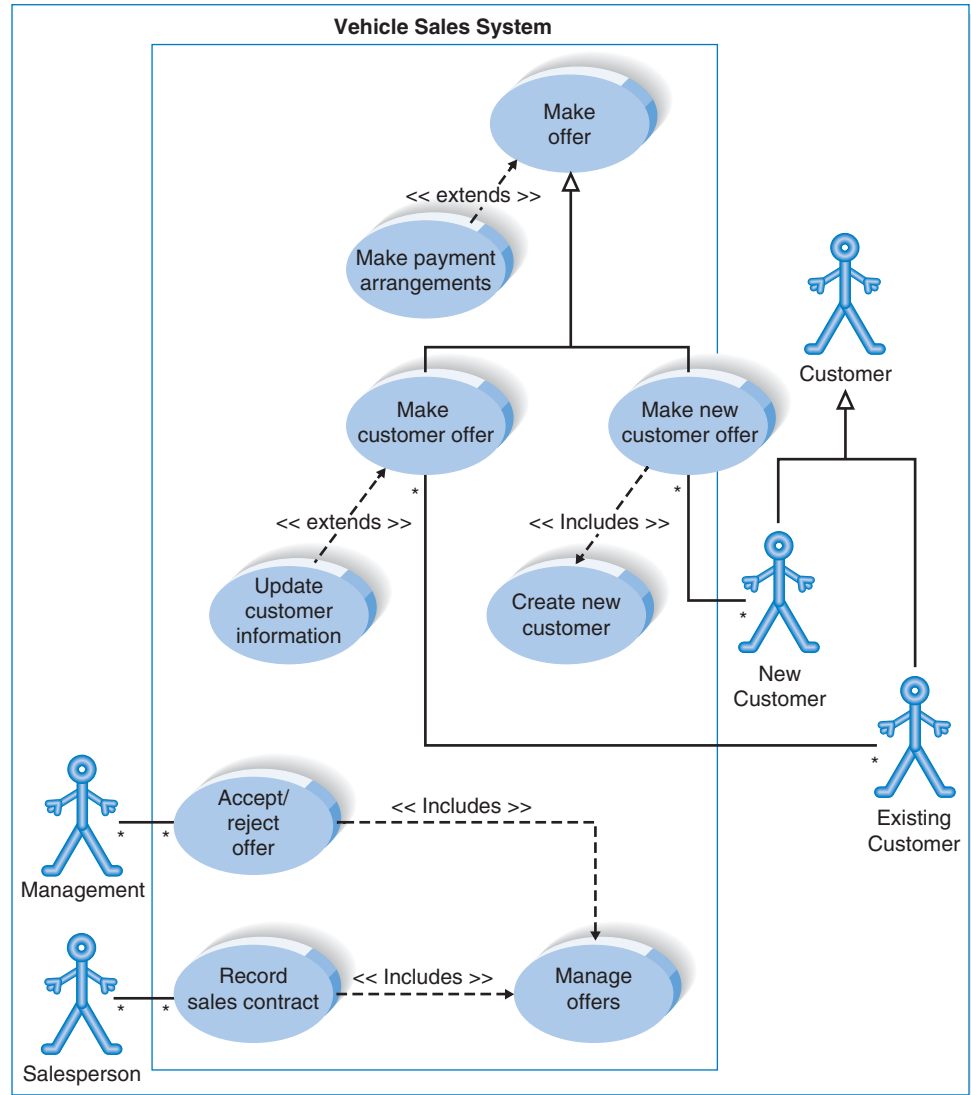 Vehicle Sales System
Make
offer
<< extends >>
Make payment
arrangements
Customer
Make
customer offer
Make new
customer offer
*
*
<< extends >>
<< Includes >>
Update
customer
information
Create new
customer
*
New
Customer
*
Existing
Customer
Accept/
reject
offer
<< Includes >>
*
*
Management
Record
sales contract
<< Includes >>
Manage
offers
*
*
Salesperson